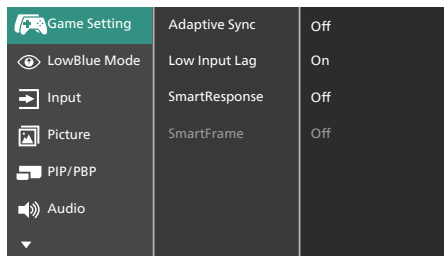 Game Setting
Adaptive Sync
Off
LowBlue Mode
Low Input Lag
On
Input
SmartResponse
Off
Picture
SmartFrame
Off
PIP/PBP
Audio